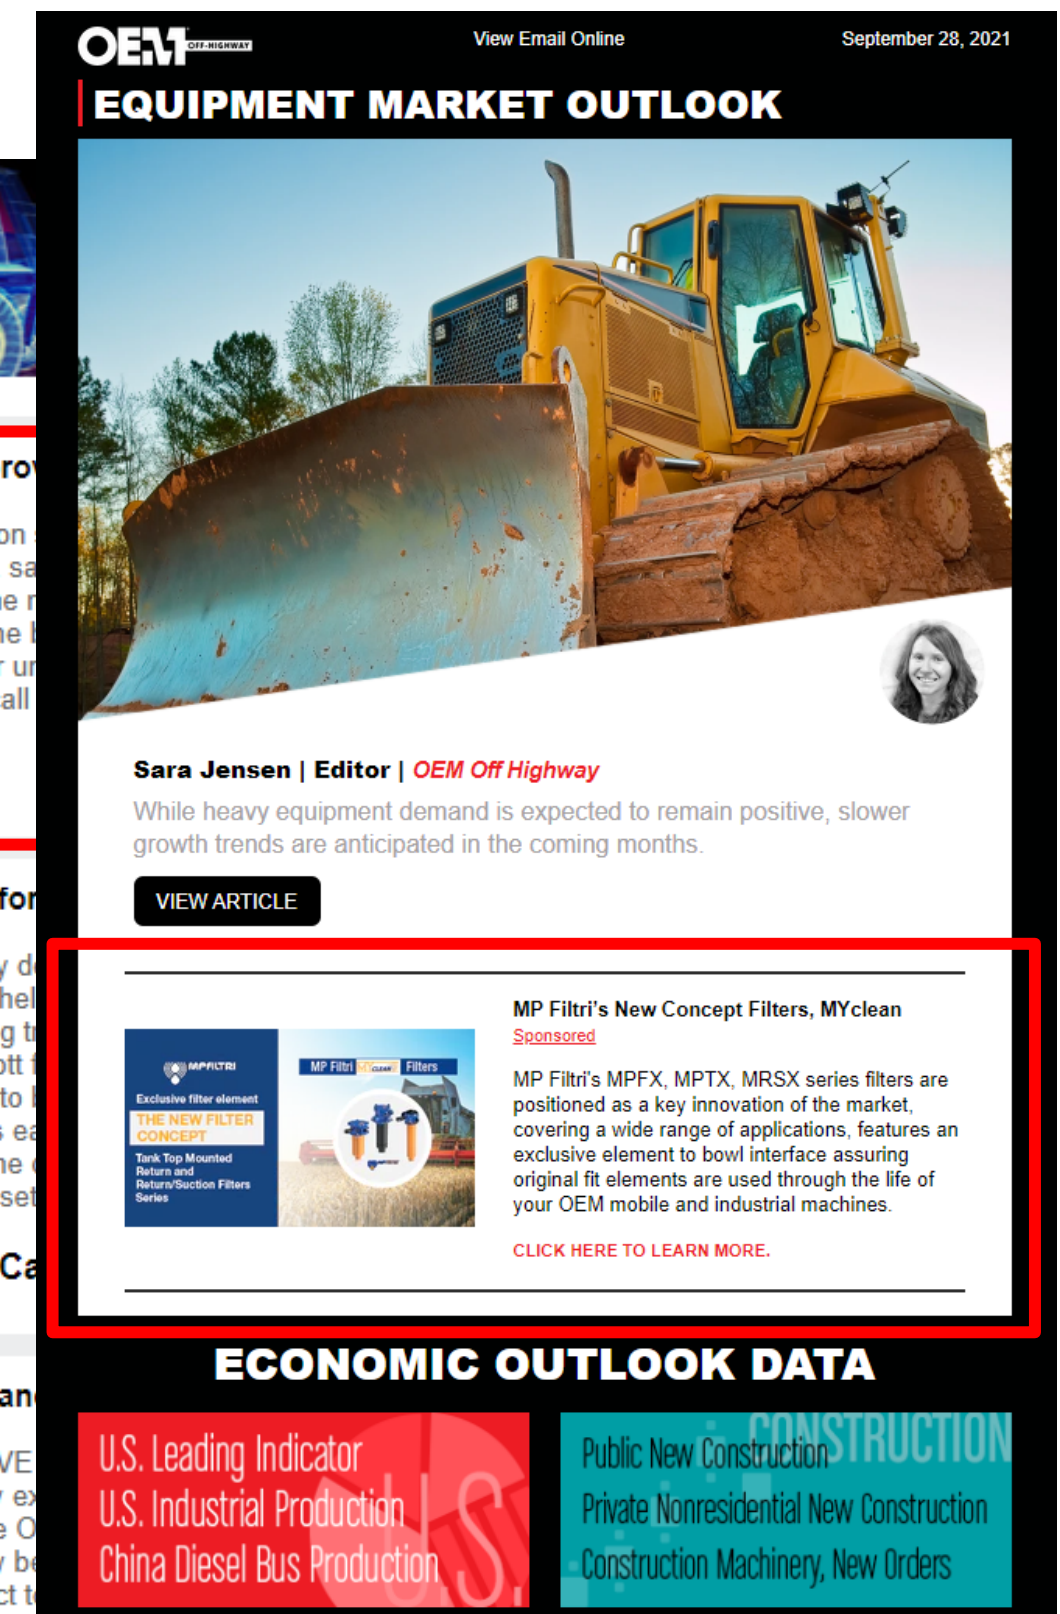 OEM OFF-HIGHWAY
View Email Online
September 28, 2021
EQUIPMENT MARKET OUTLOOK
Sara Jensen | Editor | OEM Off Highway
While heavy equipment demand is expected to remain positive, slower
growth trends are anticipated in the coming months.
VIEW ARTICLE
MPFILTRI
Exclusive filter element
THE NEW FILTER
CONCEPT
Tank Top Mounted
Return and
Return/Suction Filters
Series
MP Filtri MYCLEAN Filters
MP Filtri's New Concept Filters, MYclean
Sponsored
MP Filtri's MPFX, MPTX, MRSX series filters are
positioned as a key innovation of the market,
covering a wide range of applications, features an
exclusive element to bowl interface assuring
original fit elements are used through the life of
your OEM mobile and industrial machines.
CLICK HERE TO LEARN MORE.
ECONOMIC OUTLOOK DATA
U.S. Leading Indicator
U.S. Industrial Production
China Diesel Bus Production
U.S.
CONSTRUCTION
Public New Construction
Private Nonresidential New Construction
Construction Machinery, New Orders